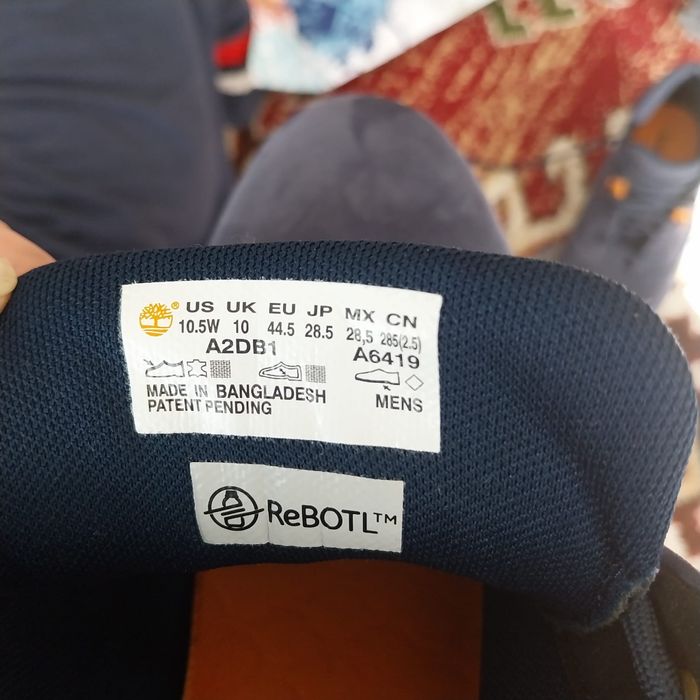 US UK EU JP MX CN
10.5W 10 44.5 28.5 28,5 285(2.5)
A2DB1 A6419
MADE IN BANGLADESH
PATENT PENDING MENS
ReBOTL™